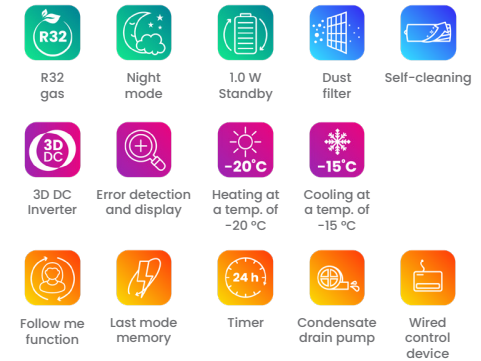 R32
R32
gas
Night
mode
1.0 W
Standby
Dust
filter
Self-cleaning
3D
DC
3D DC
Inverter
Error detection
and display
-20°C
Heating at
a temp. of
-20 ºC
-15°C
Cooling at
a temp. of
-15 ºC
Follow me
function
Last mode
memory
24 h
Timer
Condensate
drain pump
Wired
control
device